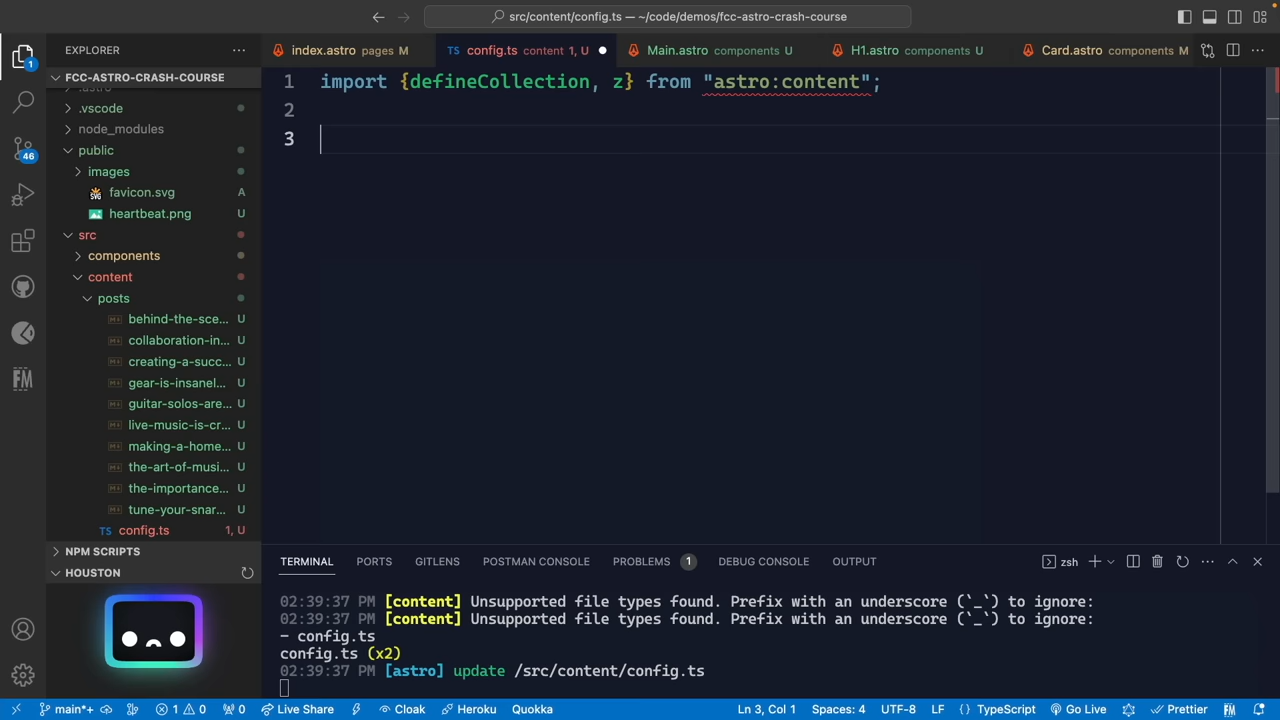 src/content/config.ts — ~/code/demos/fcc-astro-crash-course
EXPLORER
index.astro pages M
TS config.ts content 1, U
Main.astro components U
H1.astro components U
Card.astro components M
1
FCC-ASTRO-CRASH-COURSE
.astro
.vscode
node_modules
public
images
favicon.svg A
heartbeat.png U
src
components
content
posts
behind-the-sce... U
collaboration-in... U
creating-a-succ... U
gear-is-insanel... U
guitar-solos-are... U
live-music-is-cr... U
making-a-home... U
the-art-of-musi... U
the-importance... U
tune-your-snar... U
TS config.ts 1, U
NPM SCRIPTS
HOUSTON
46
FM
1 import {defineCollection, z} from "astro:content";
2
3
TERMINAL PORTS GITLENS POSTMAN CONSOLE PROBLEMS 1 DEBUG CONSOLE OUTPUT
zsh
02:39:37 PM [content] Unsupported file types found. Prefix with an underscore (`_`) to ignore:
02:39:37 PM [content] Unsupported file types found. Prefix with an underscore (`_`) to ignore:
- config.ts
config.ts (x2)
02:39:37 PM [astro] update /src/content/config.ts
main*+ 1 0 0 Live Share Cloak Heroku Quokka Ln 3, Col 1 Spaces: 4 UTF-8 LF {} TypeScript Go Live Prettier FM